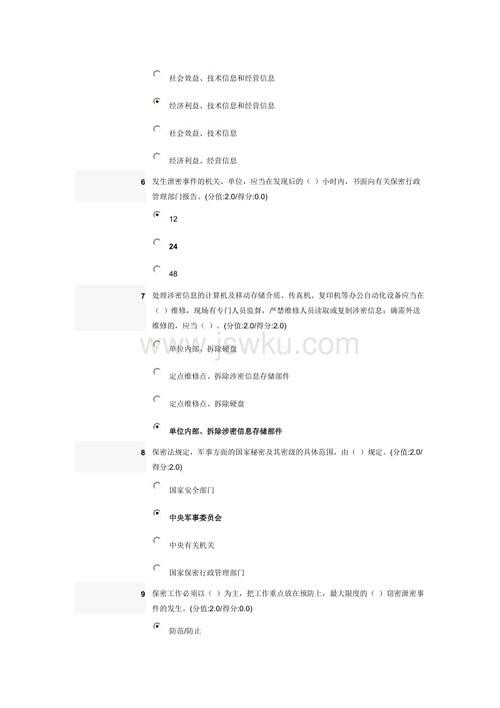 社会效益、技术信息和经营信息
经济利益、技术信息和经营信息
社会效益、技术信息
经济利益、经营信息
6 发生泄密事件的机关、单位，应当在发现后的（ ）小时内，书面向有关保密行政
管理部门报告。(分值:2.0/得分:0.0)
12
24
48
7 处理涉密信息的计算机及移动存储介质、传真机、复印机等办公自动化设备应当在
（ ）维修，现场有专门人员监督，严禁维修人员读取或复制涉密信息；确需外送
维修的，应当（ ）。(分值:2.0/得分:2.0)
单位内部、拆除硬盘
www.jswku.com
定点维修点、拆除涉密信息存储部件
定点维修点、拆除硬盘
单位内部、拆除涉密信息存储部件
8 保密法规定，军事方面的国家秘密及其密级的具体范围，由（ ）规定。(分值:2.0/
得分:2.0)
国家安全部门
中央军事委员会
中央有关机关
国家保密行政管理部门
9 保密工作必须以（ ）为主，把工作重点放在预防上，最大限度的（ ）窃密泄密事
件的发生。(分值:2.0/得分:0.0)
防范/防止